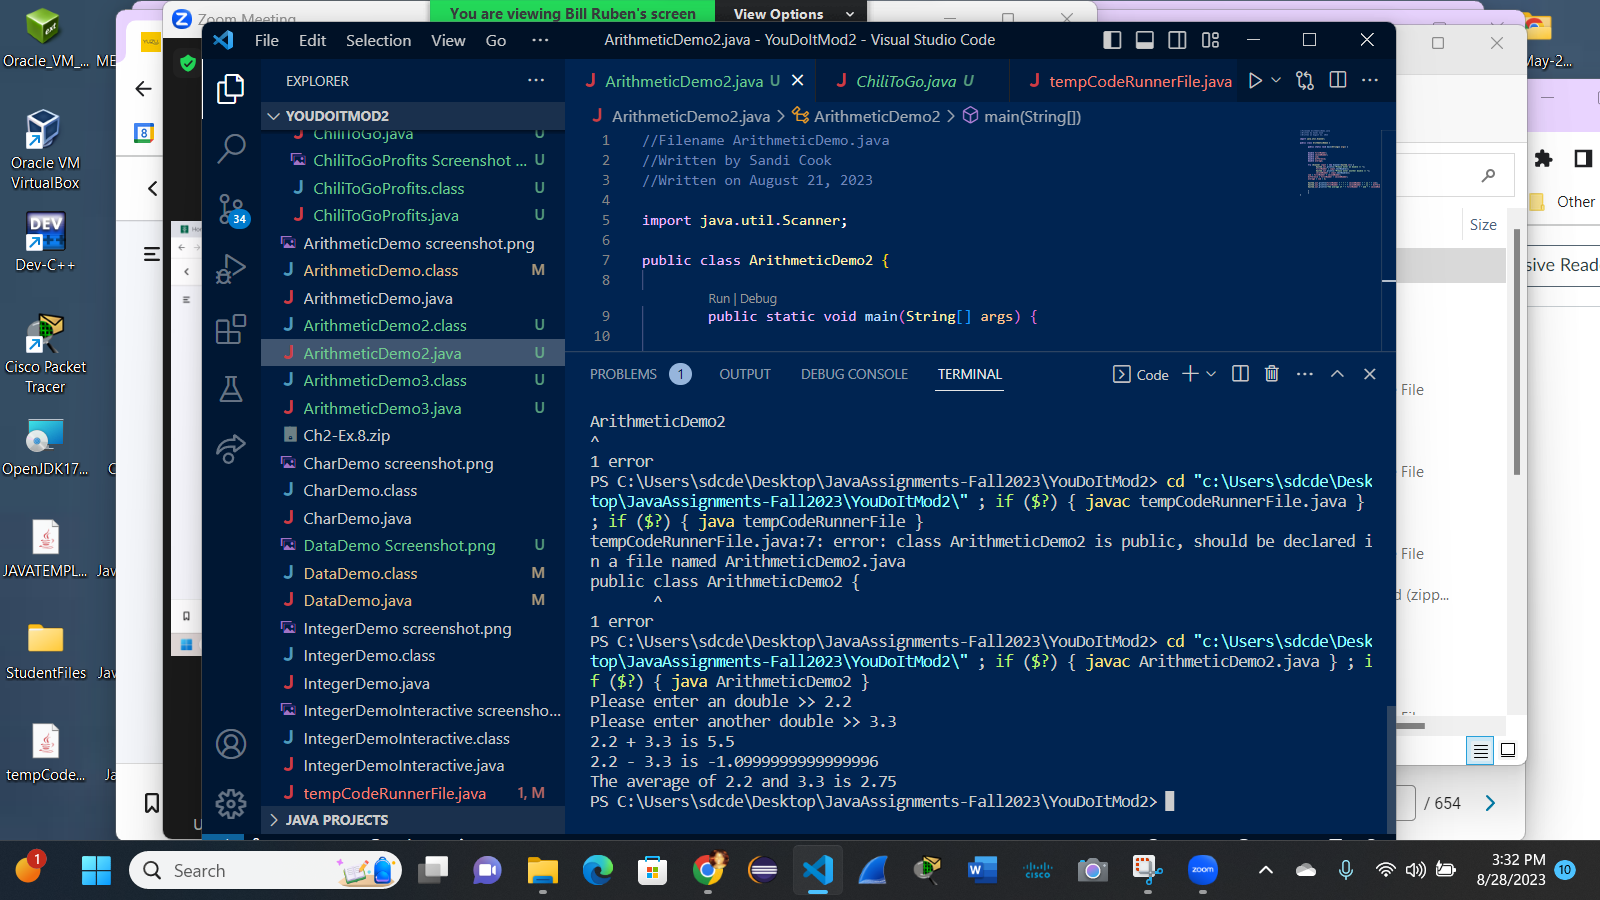 Zoom Meeting
You are viewing Bill Ruben's screen
View Options
File Edit Selection View Go ...
ArithmeticDemo2.java - YouDoItMod2 - Visual Studio Code
Oracle_VM_...
Oracle VM
VirtualBox
DEV
Dev-C++
Cisco Packet
Tracer
OpenJDK17...
JAVATEMPL...
StudentFiles
tempCode...
EXPLORER
YOUDOITMOD2
ChiliToGo.java U
ChiliToGoProfits Screenshot ... U
ChiliToGoProfits.class U
ChiliToGoProfits.java U
ArithmeticDemo screenshot.png
ArithmeticDemo.class M
ArithmeticDemo.java
ArithmeticDemo2.class U
ArithmeticDemo2.java U
ArithmeticDemo3.class U
ArithmeticDemo3.java U
Ch2-Ex.8.zip
CharDemo screenshot.png
CharDemo.class
CharDemo.java
DataDemo Screenshot.png U
DataDemo.class M
DataDemo.java M
IntegerDemo screenshot.png
IntegerDemo.class
IntegerDemo.java
IntegerDemoInteractive screensho...
IntegerDemoInteractive.class
IntegerDemoInteractive.java
tempCodeRunnerFile.java 1, M
JAVA PROJECTS
34
ArithmeticDemo2.java U
ChiliToGo.java U
tempCodeRunnerFile.java
ArithmeticDemo2.java > ArithmeticDemo2 > main(String[])
1 //Filename ArithmeticDemo.java
2 //Written by Sandi Cook
3 //Written on August 21, 2023
4
5 import java.util.Scanner;
6
7 public class ArithmeticDemo2 {
8
Run | Debug
9 public static void main(String[] args) {
10
PROBLEMS 1 OUTPUT DEBUG CONSOLE TERMINAL
Code
ArithmeticDemo2
^
1 error
PS C:\Users\sdcde\Desktop\JavaAssignments-Fall2023\YouDoItMod2> cd "c:\Users\sdcde\Desk
top\JavaAssignments-Fall2023\YouDoItMod2\" ; if ($?) { javac tempCodeRunnerFile.java }
; if ($?) { java tempCodeRunnerFile }
tempCodeRunnerFile.java:7: error: class ArithmeticDemo2 is public, should be declared i
n a file named ArithmeticDemo2.java
public class ArithmeticDemo2 {
^
1 error
PS C:\Users\sdcde\Desktop\JavaAssignments-Fall2023\YouDoItMod2> cd "c:\Users\sdcde\Desk
top\JavaAssignments-Fall2023\YouDoItMod2\" ; if ($?) { javac ArithmeticDemo2.java } ; i
f ($?) { java ArithmeticDemo2 }
Please enter an double >> 2.2
Please enter another double >> 3.3
2.2 + 3.3 is 5.5
2.2 - 3.3 is -1.0999999999999996
The average of 2.2 and 3.3 is 2.75
PS C:\Users\sdcde\Desktop\JavaAssignments-Fall2023\YouDoItMod2>
May-2...
Other
Size
sive Read
File
File
File
d (zipp...
/ 654
1
Search
3:32 PM
8/28/2023
10